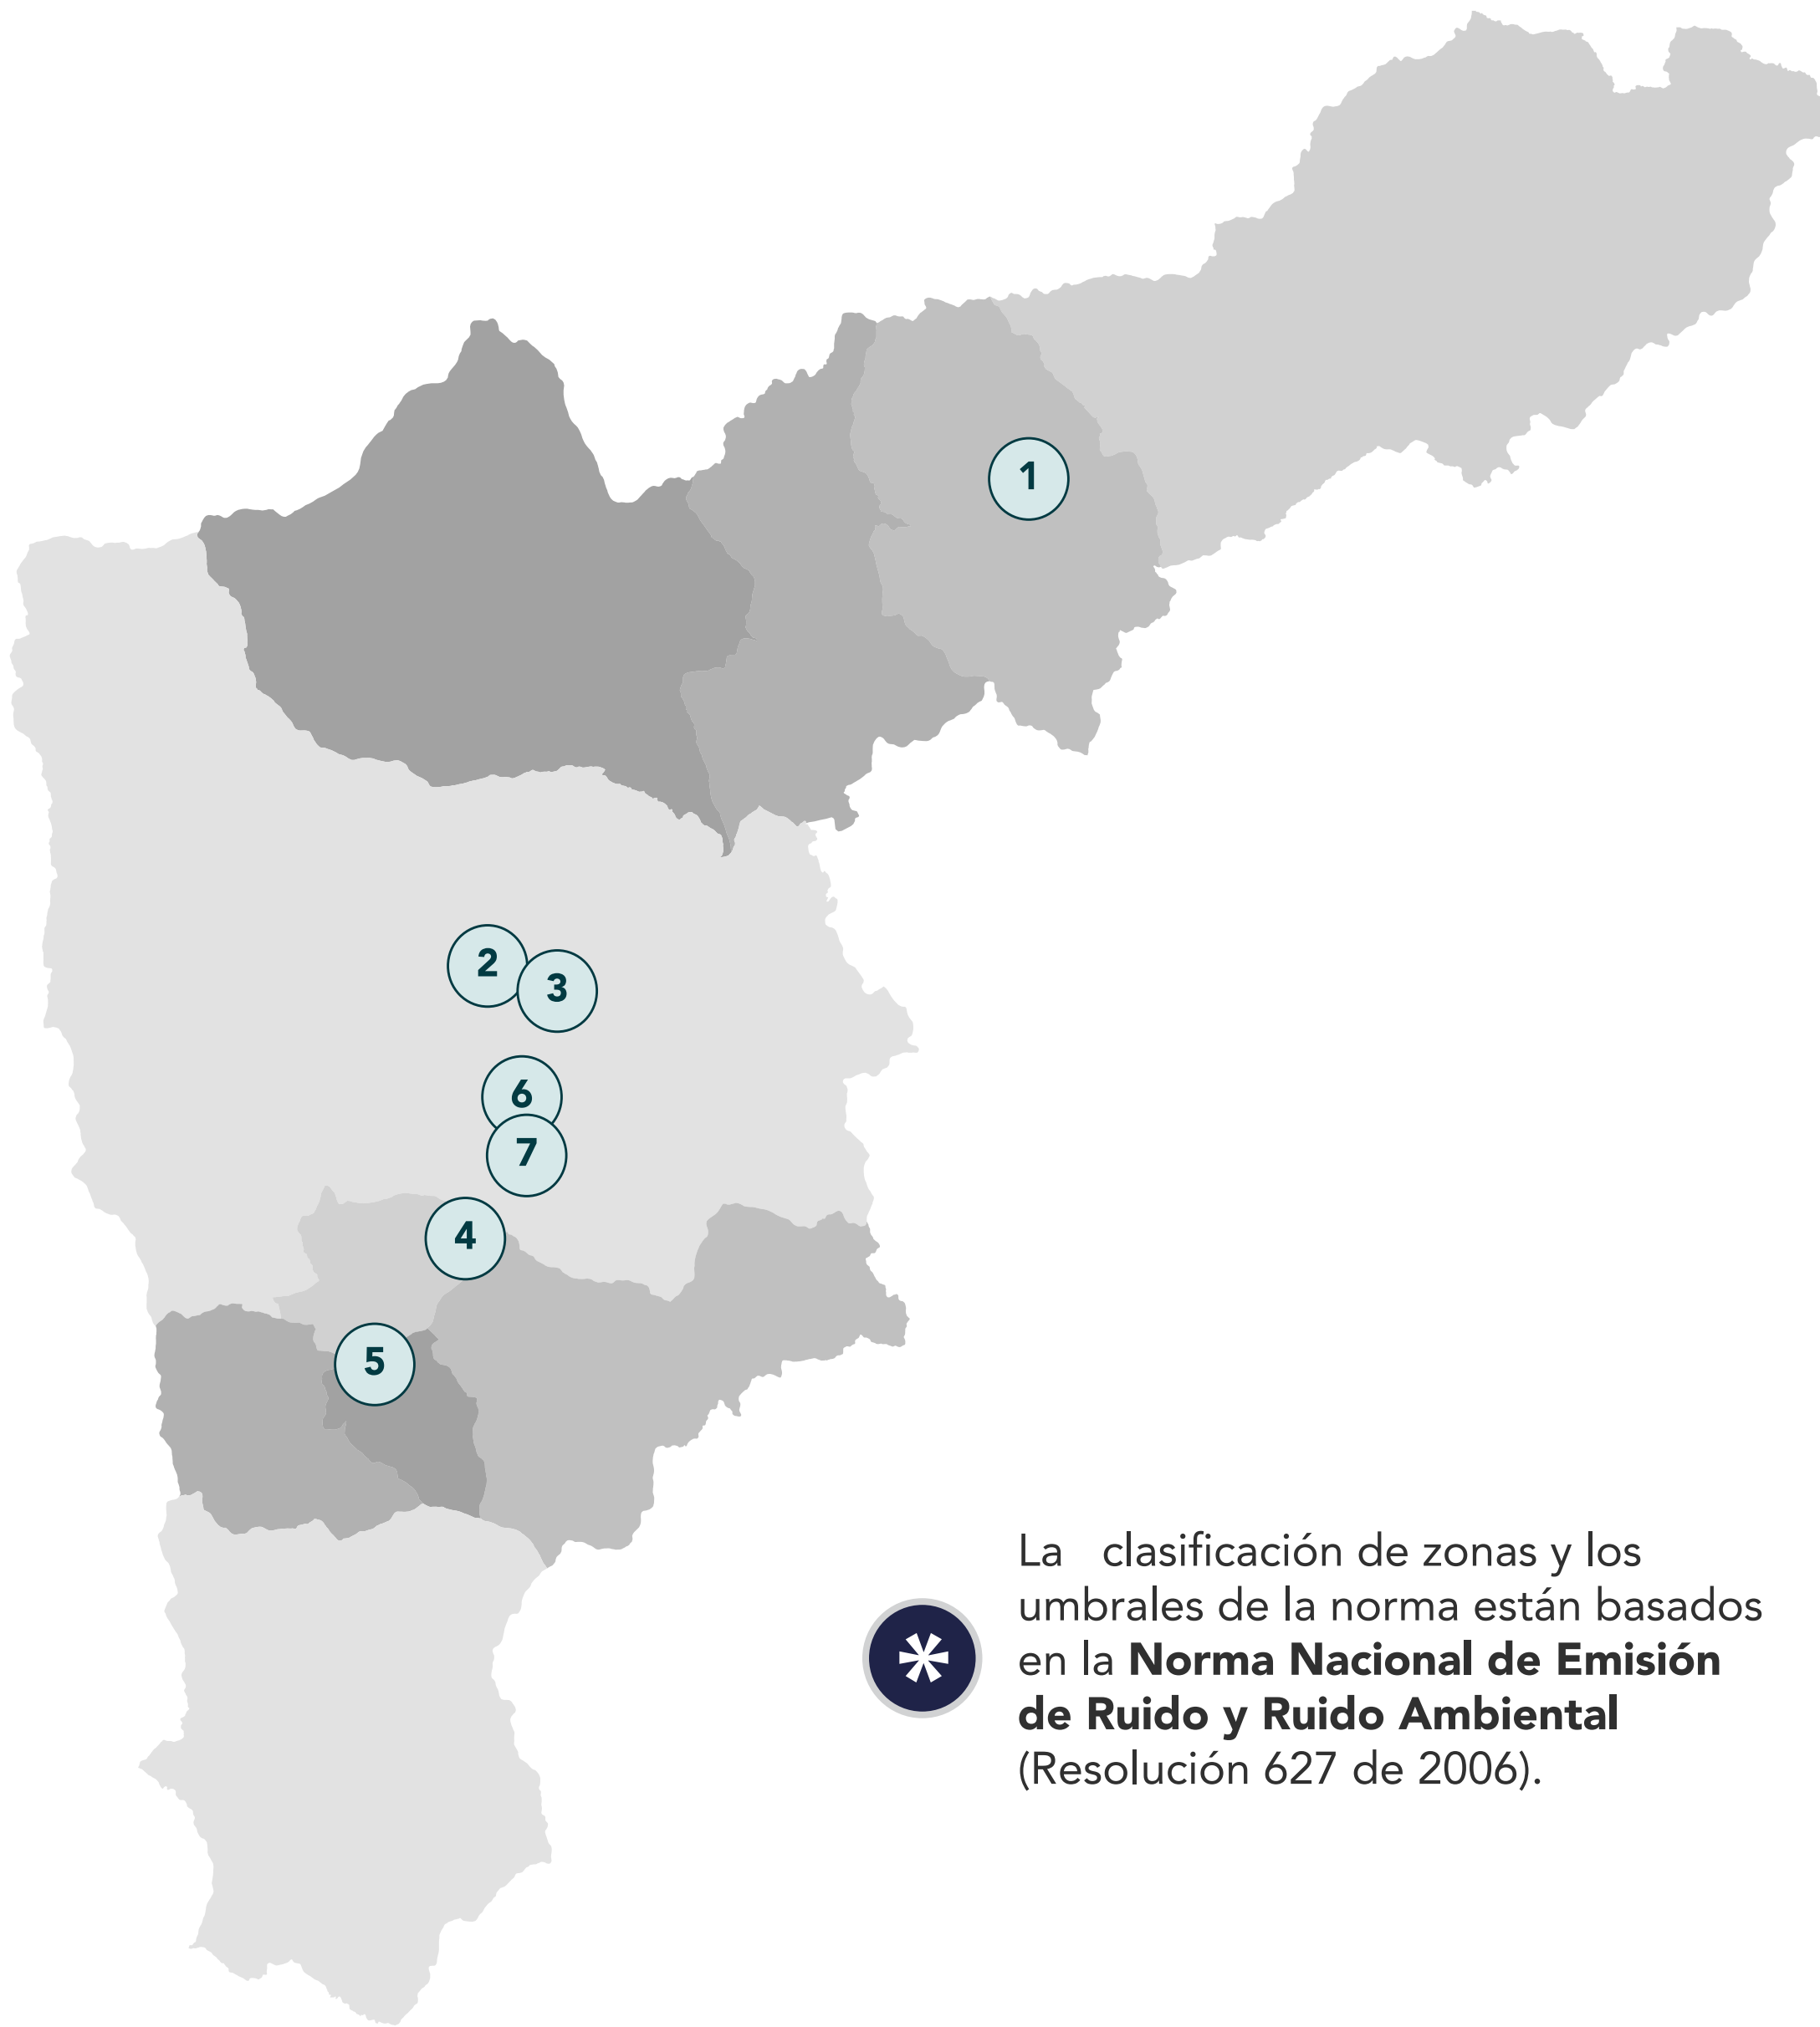 1
2
3
6
7
4
5
La clasificación de zonas y los
umbrales de la norma están basados
en la Norma Nacional de Emisión
de Ruido y Ruido Ambiental
(Resolución 627 de 2006).